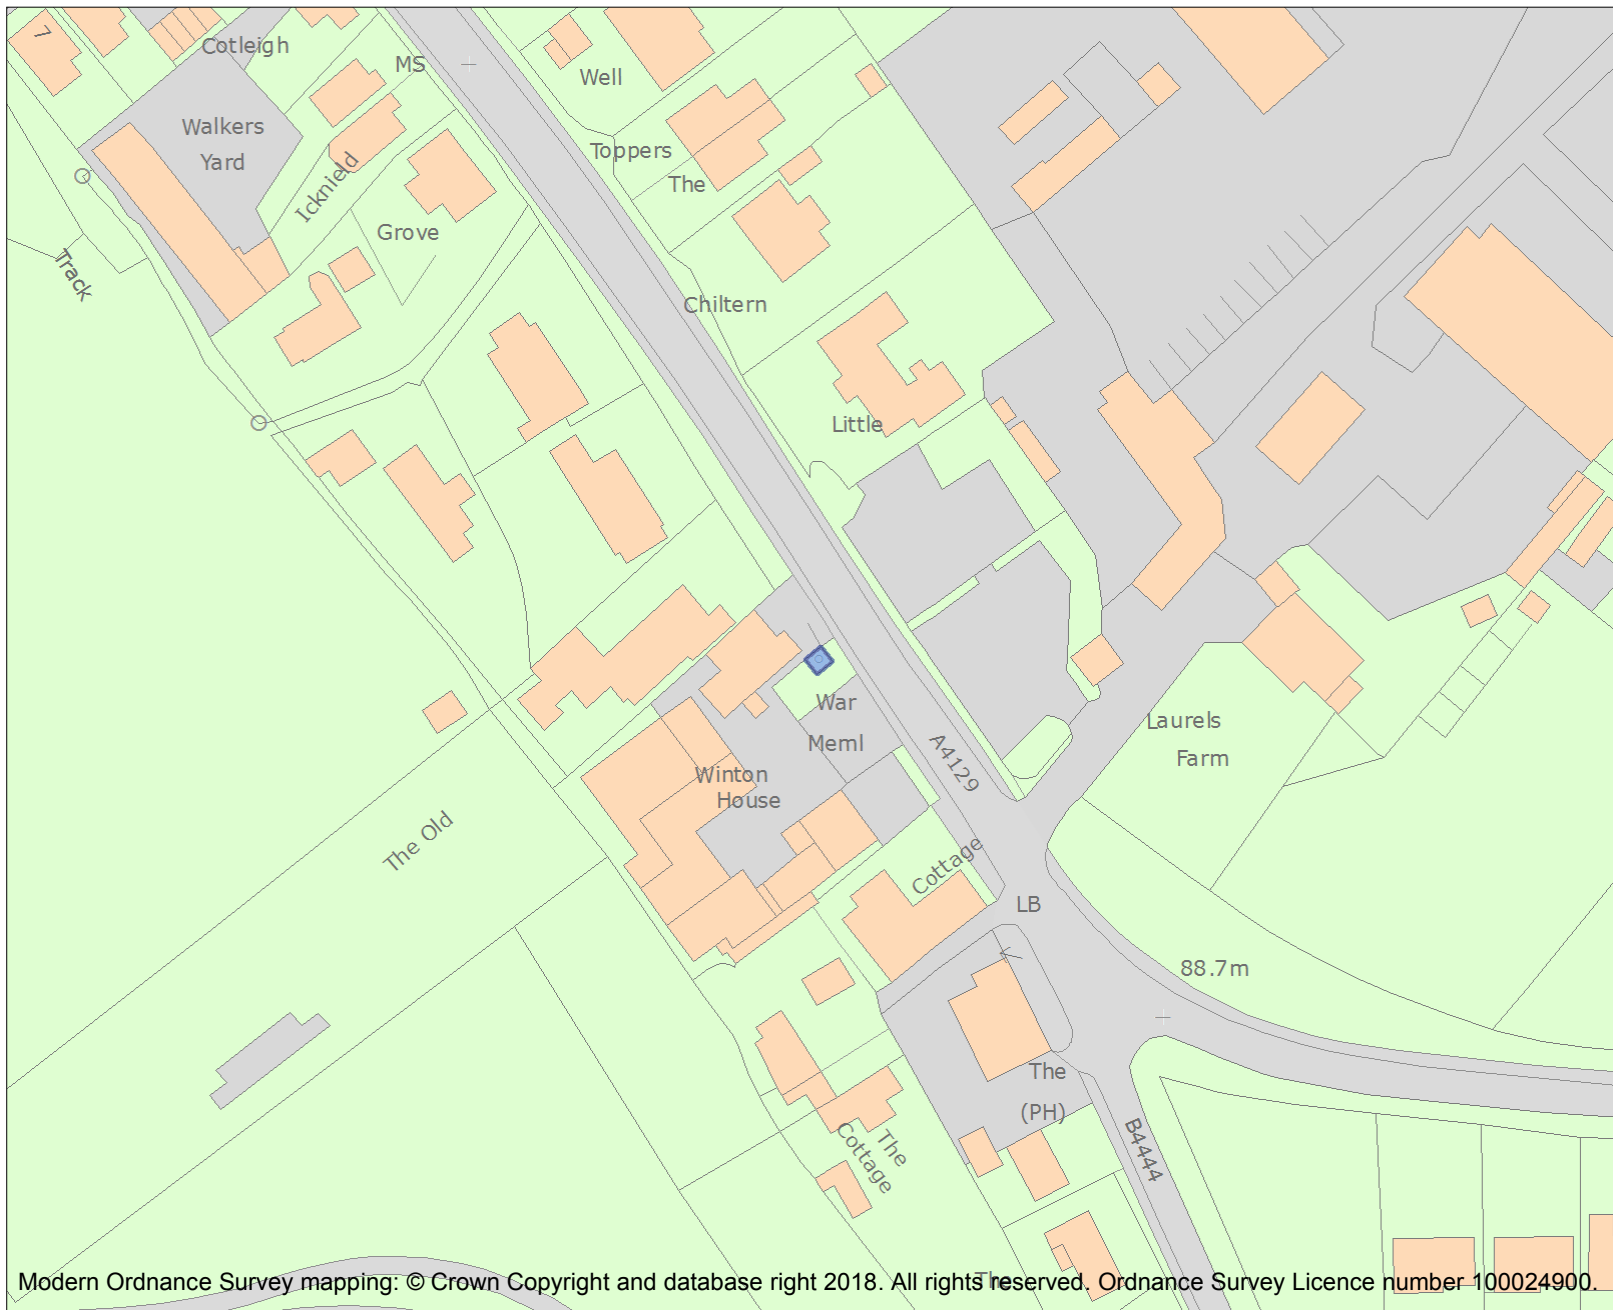 7
Cotleigh
MS
Well
Walkers
Yard
Icknield
Toppers
The
Grove
Track
Chiltern
Little
War
Meml
A4129
Laurels
Farm
Winton
House
The Old
Cottage
LB
88.7m
The
(PH)
B4444
The
Cottage
The
Modern Ordnance Survey mapping: © Crown Copyright and database right 2018. All rights reserved. Ordnance Survey Licence number 100024900.